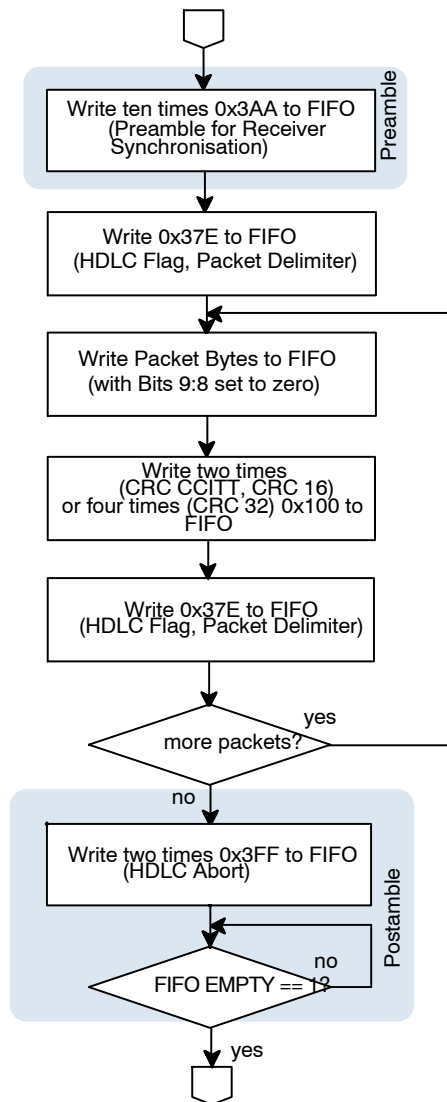 Write ten times 0x3AA to FIFO
(Preamble for Receiver
Synchronisation)
Preamble
Write 0x37E to FIFO
(HDLC Flag, Packet Delimiter)
Write Packet Bytes to FIFO
(with Bits 9:8 set to zero)
Write two times
(CRC CCITT, CRC 16)
or four times (CRC 32) 0x100 to
FIFO
Write 0x37E to FIFO
(HDLC Flag, Packet Delimiter)
yes
more packets?
no
Write two times 0x3FF to FIFO
(HDLC Abort)
Postamble
no
FIFO EMPTY == 1?
yes